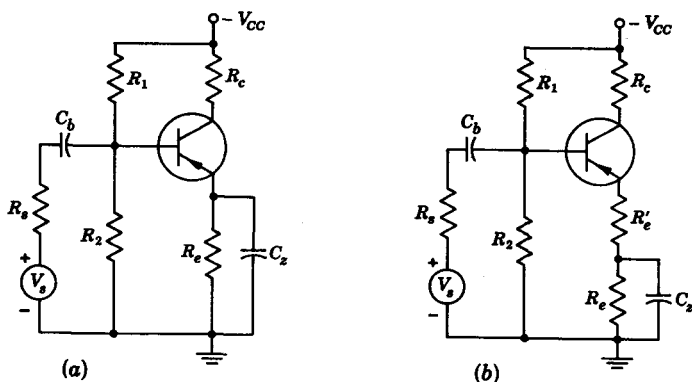 − V_CC
R_1
R_c
C_b
R_s
R_2
R_e
C_z
+
V_s
−
(a)
− V_CC
R_1
R_c
C_b
R_s
R_2
R'_e
R_e
C_z
+
V_s
−
(b)